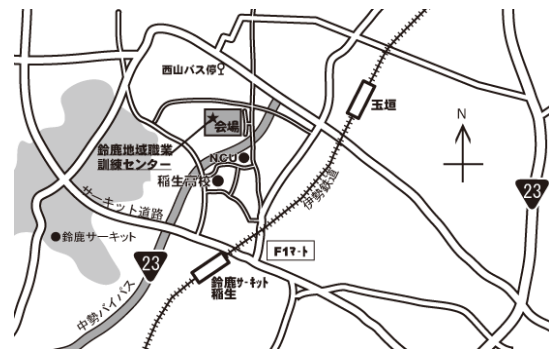 西山バス停
玉垣
会場
N
鈴鹿地域職業
訓練センター
N.C.U
稲生高校
サーキット道路
伊勢鉄道
23
鈴鹿サーキット
F1マート
23
鈴鹿サーキット
稲生
中勢バイパス